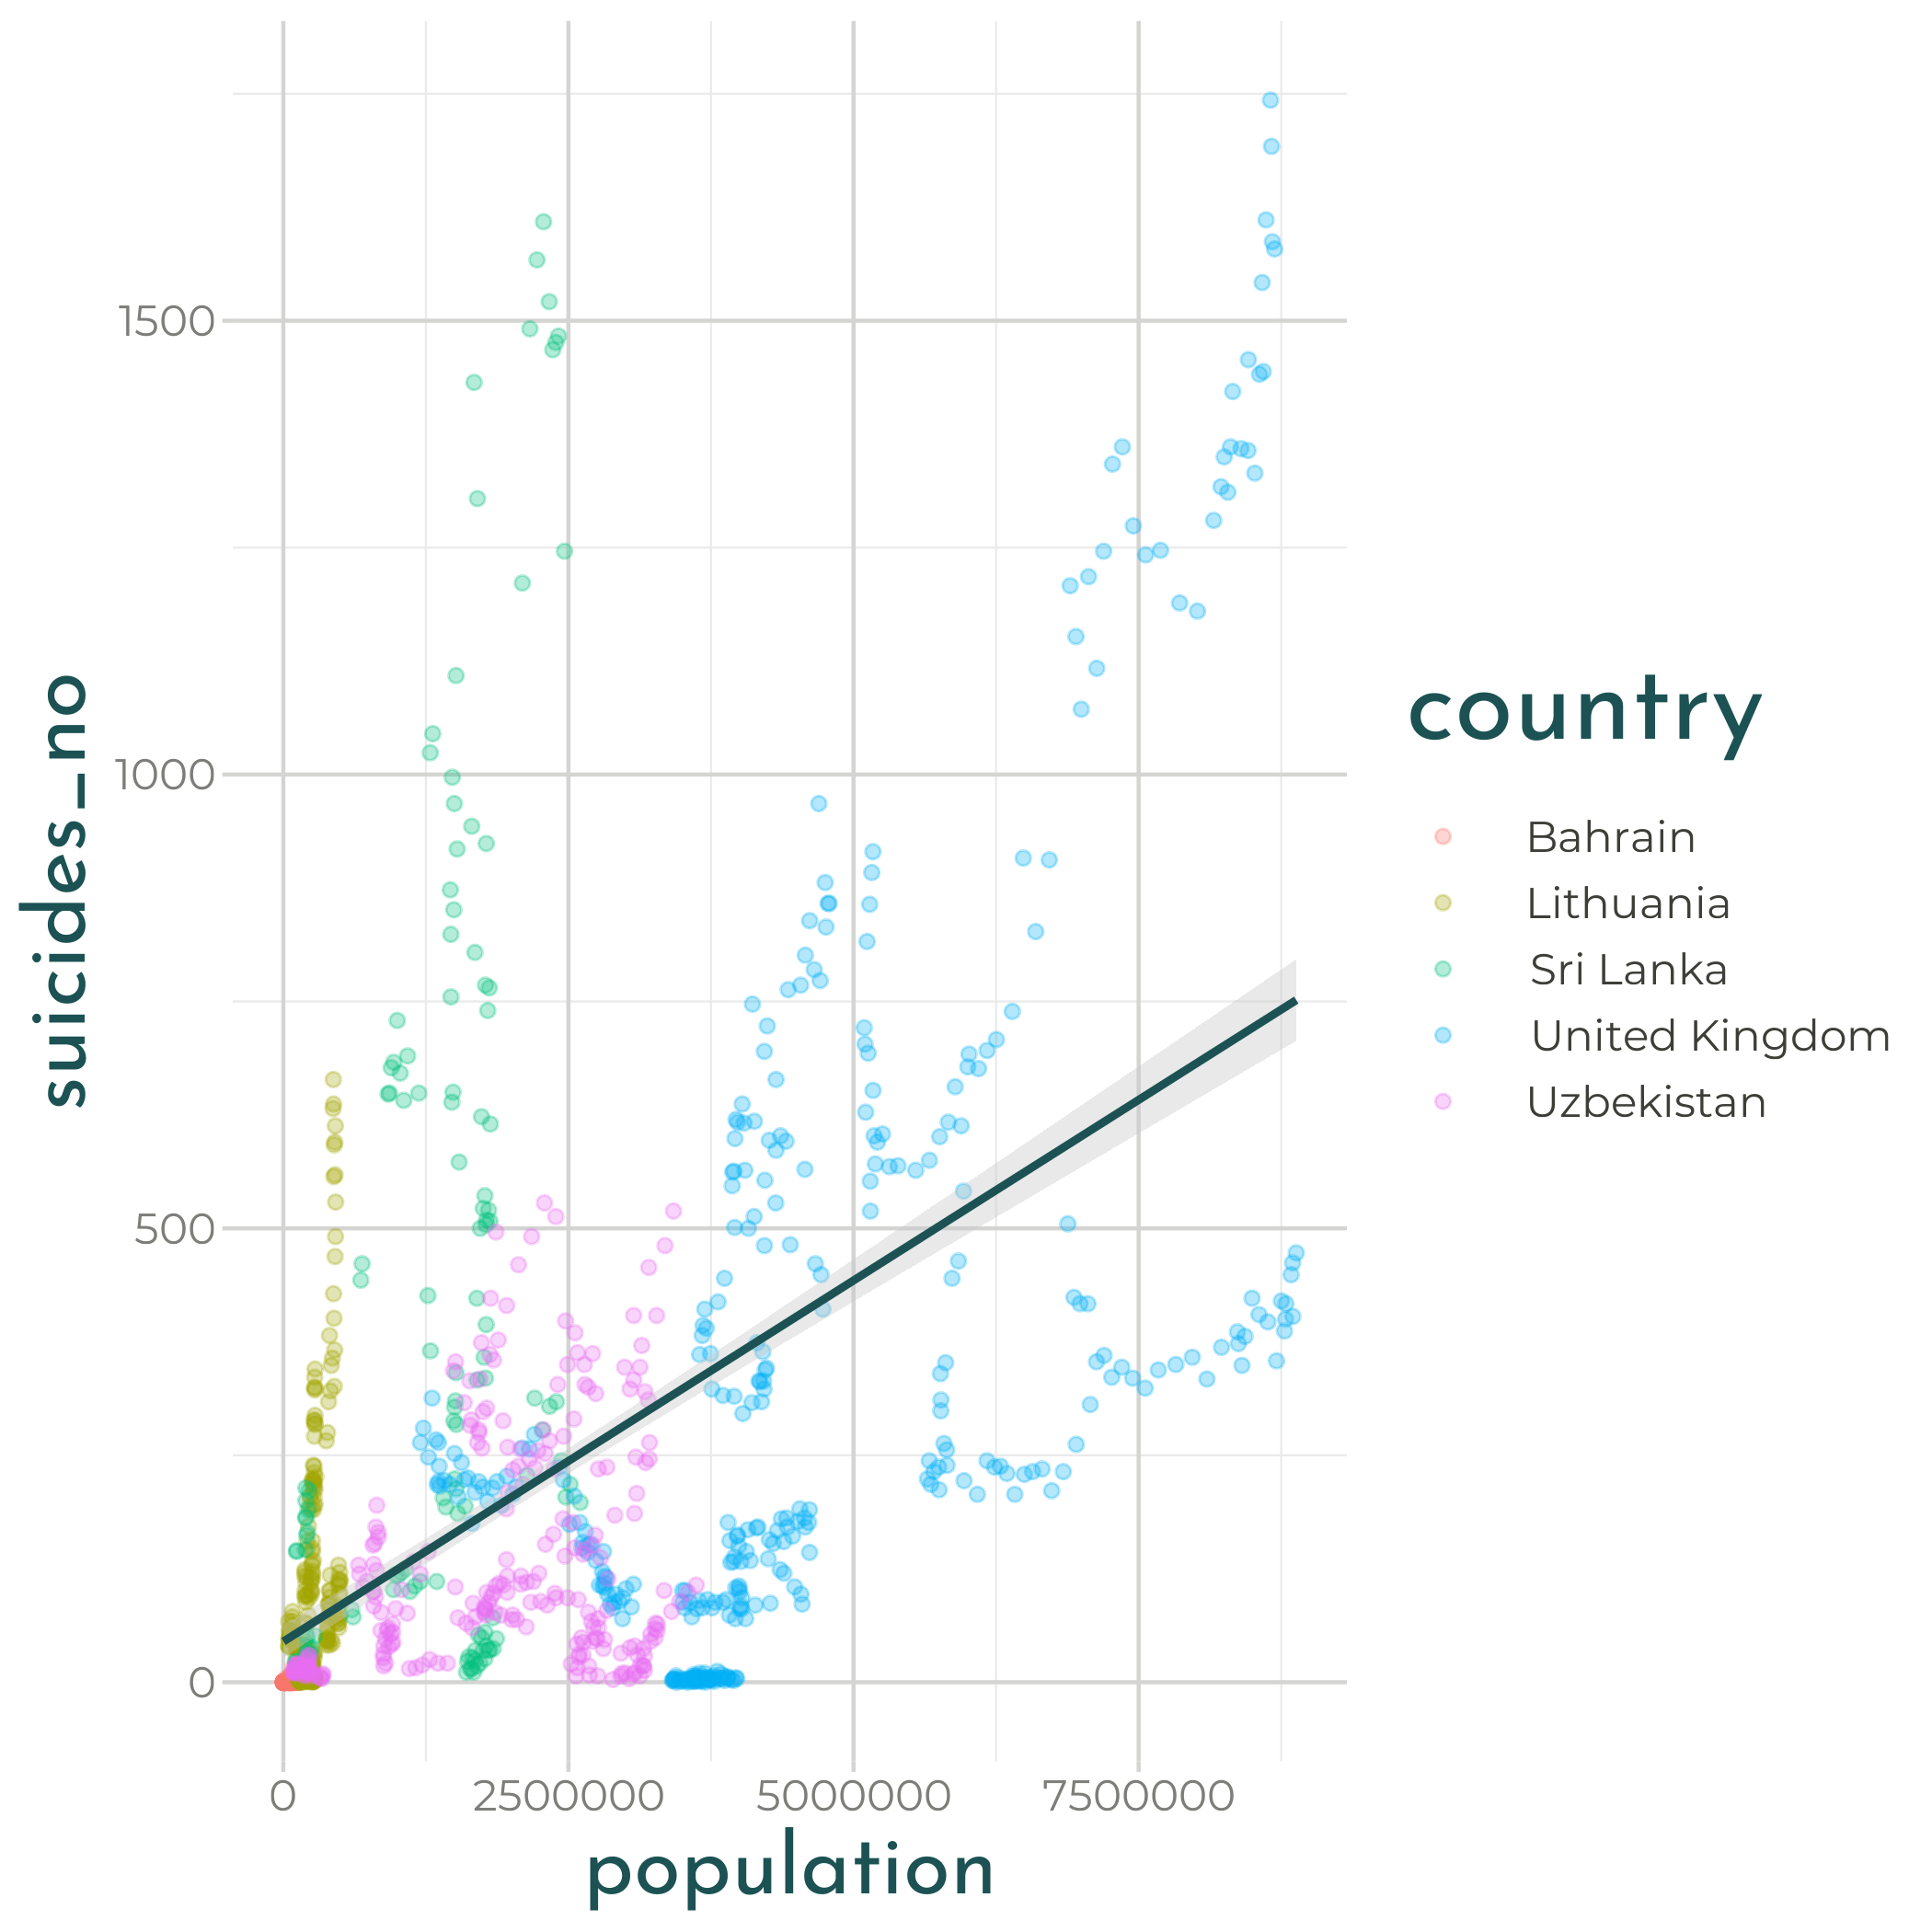 suicides_no
1500
1000
500
0
0 2500000 5000000 7500000
population
country
Bahrain
Lithuania
Sri Lanka
United Kingdom
Uzbekistan